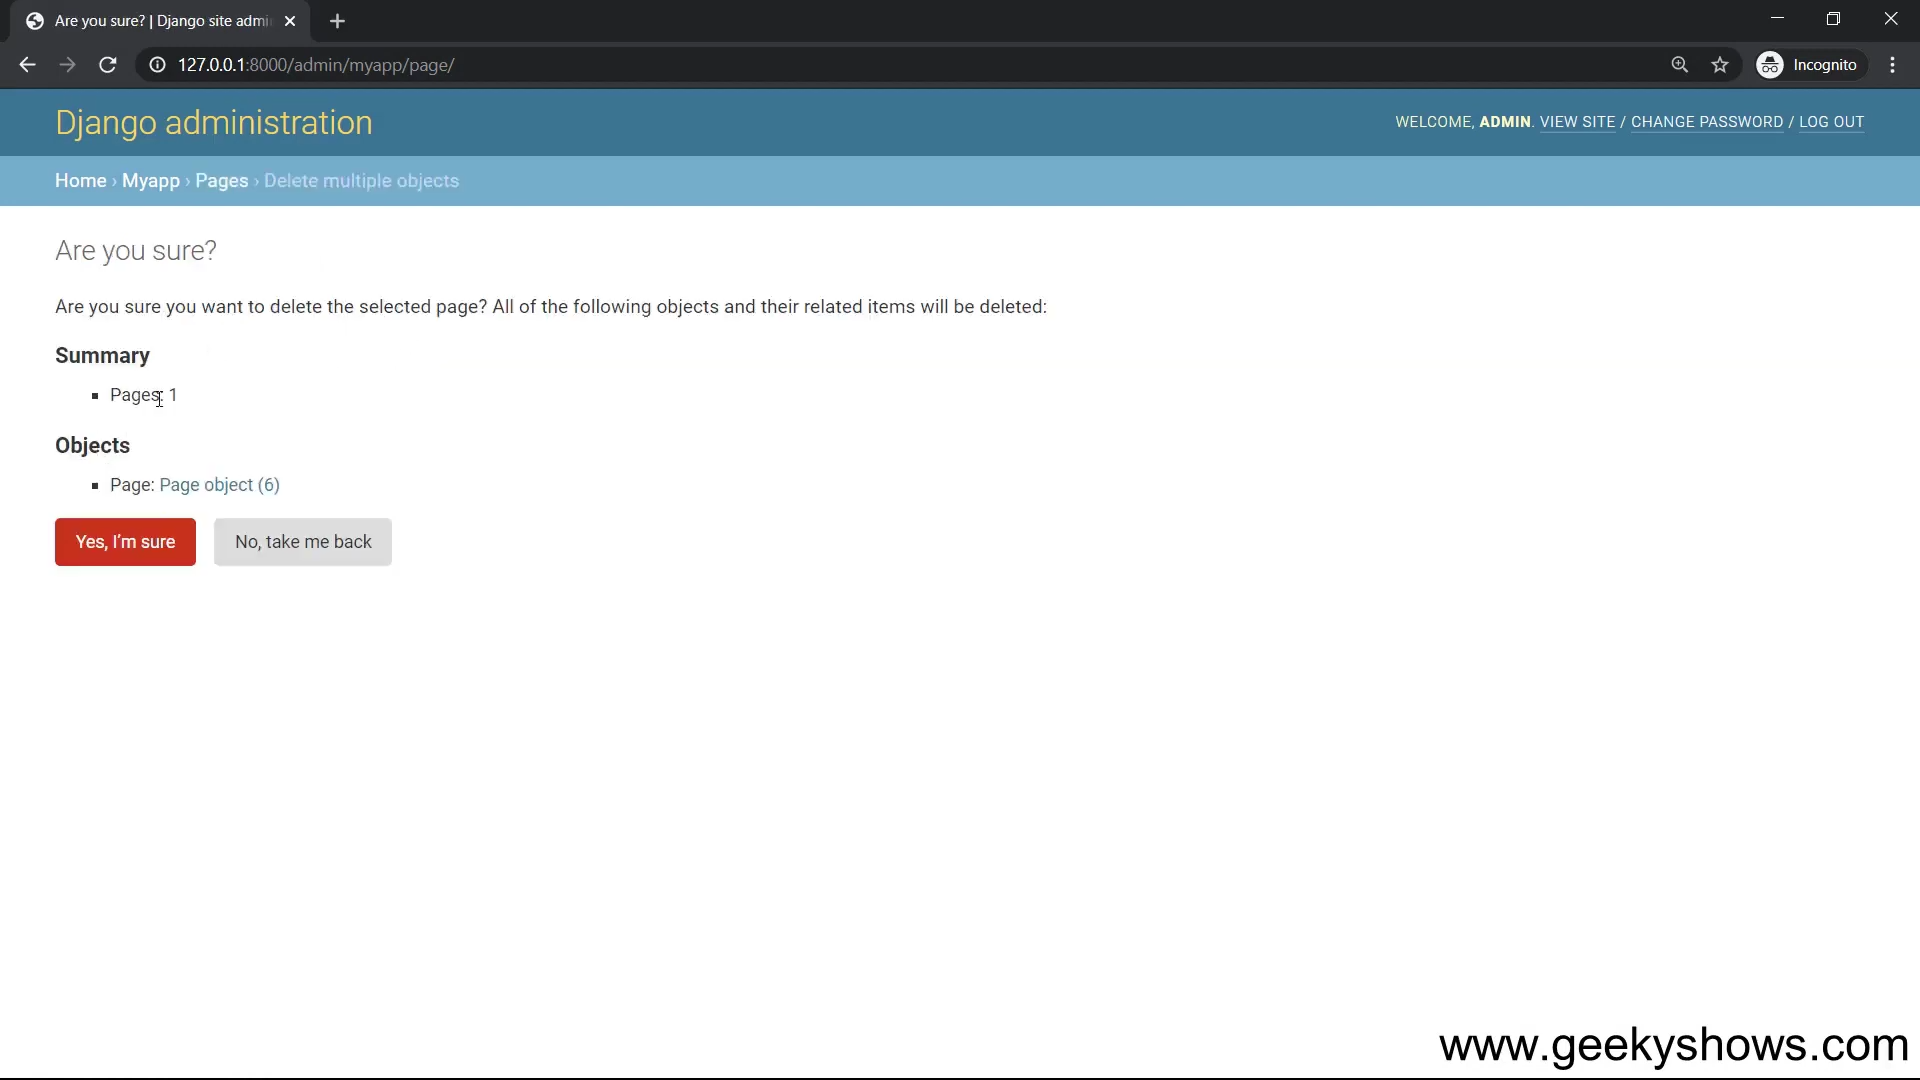 Are you sure? | Django site admi
127.0.0.1:8000/admin/myapp/page/
Incognito
Django administration
WELCOME, ADMIN. VIEW SITE / CHANGE PASSWORD / LOG OUT
Home › Myapp › Pages › Delete multiple objects
Are you sure?
Are you sure you want to delete the selected page? All of the following objects and their related items will be deleted:
Summary
Pages: 1
Objects
Page: Page object (6)
Yes, I’m sure
No, take me back
www.geekyshows.com